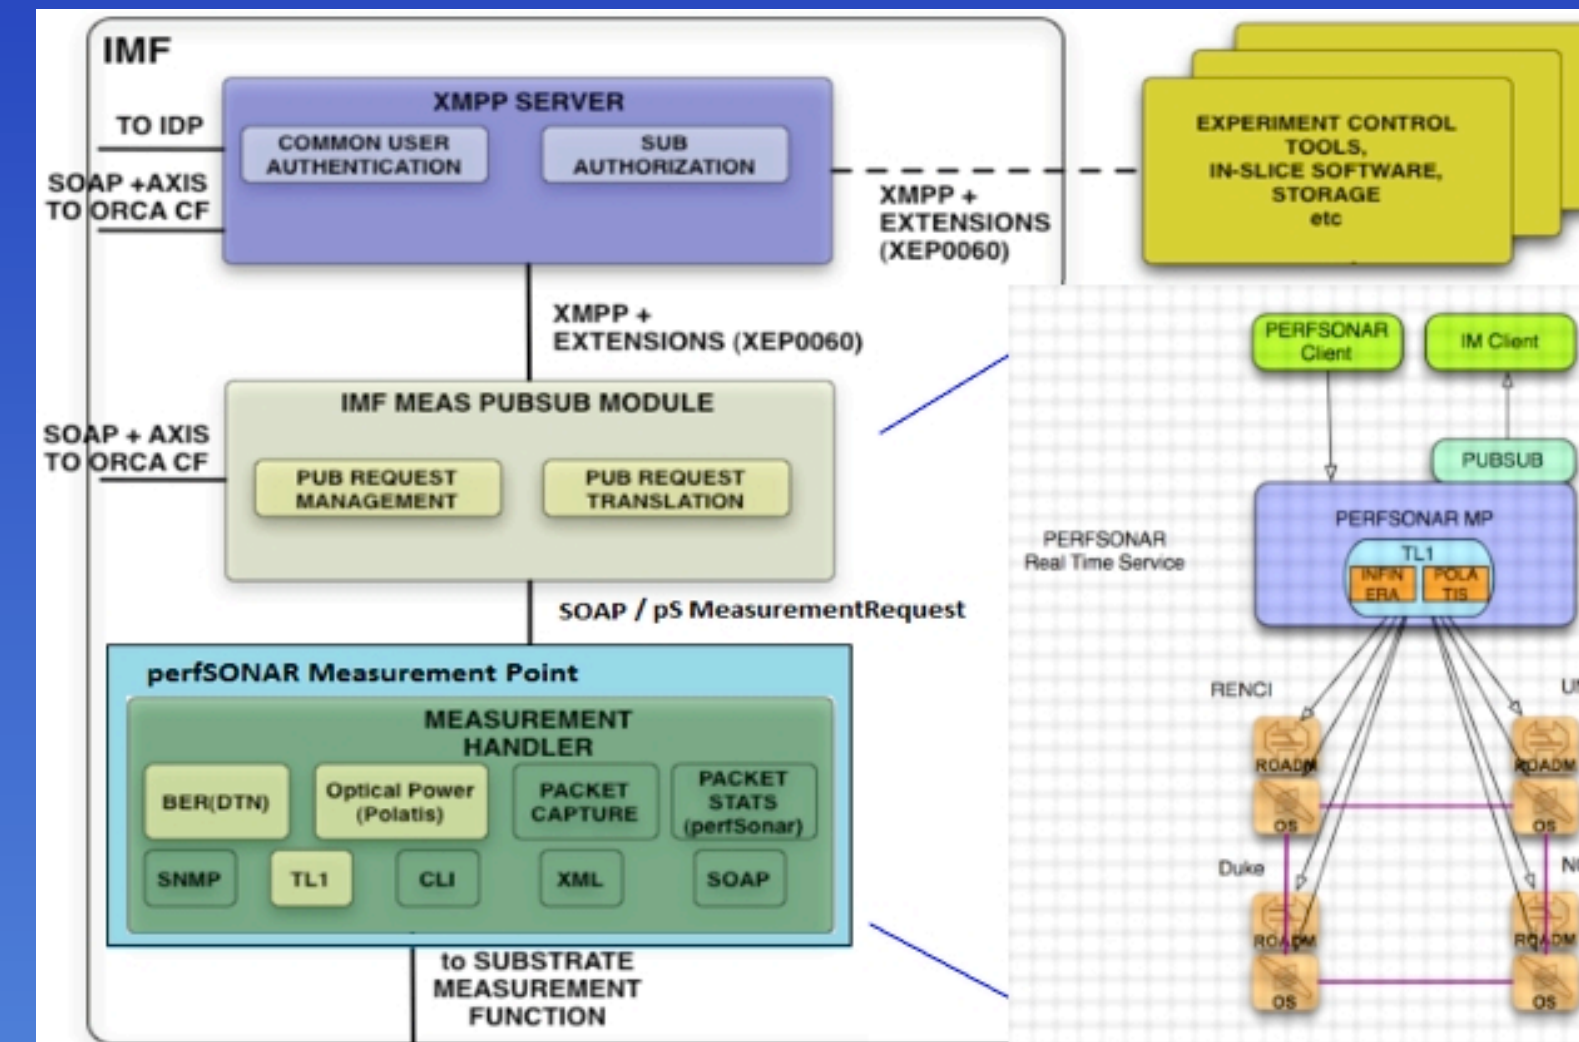 IMF
XMPP SERVER
TO IDP
COMMON USER
AUTHENTICATION
SUB
AUTHORIZATION
SOAP +AXIS
TO ORCA CF
XMPP +
EXTENSIONS
(XEP0060)
EXPERIMENT CONTROL
TOOLS,
IN-SLICE SOFTWARE,
STORAGE
etc
XMPP +
EXTENSIONS (XEP0060)
IMF MEAS PUBSUB MODULE
SOAP + AXIS
TO ORCA CF
PUB REQUEST
MANAGEMENT
PUB REQUEST
TRANSLATION
SOAP / pS MeasurementRequest
perfSONAR Measurement Point
MEASUREMENT
HANDLER
BER(DTN)
Optical Power
(Polatis)
PACKET
CAPTURE
PACKET
STATS
(perfSonar)
SNMP
TL1
CLI
XML
SOAP
to SUBSTRATE
MEASUREMENT
FUNCTION
PERFSONAR
Client
IM Client
PUBSUB
PERFSONAR MP
TL1
INFIN
ERA
POLA
TIS
PERFSONAR
Real Time Service
RENCI
ROADM
OS
ROADM
OS
Duke
ROADM
OS
ROADM
OS